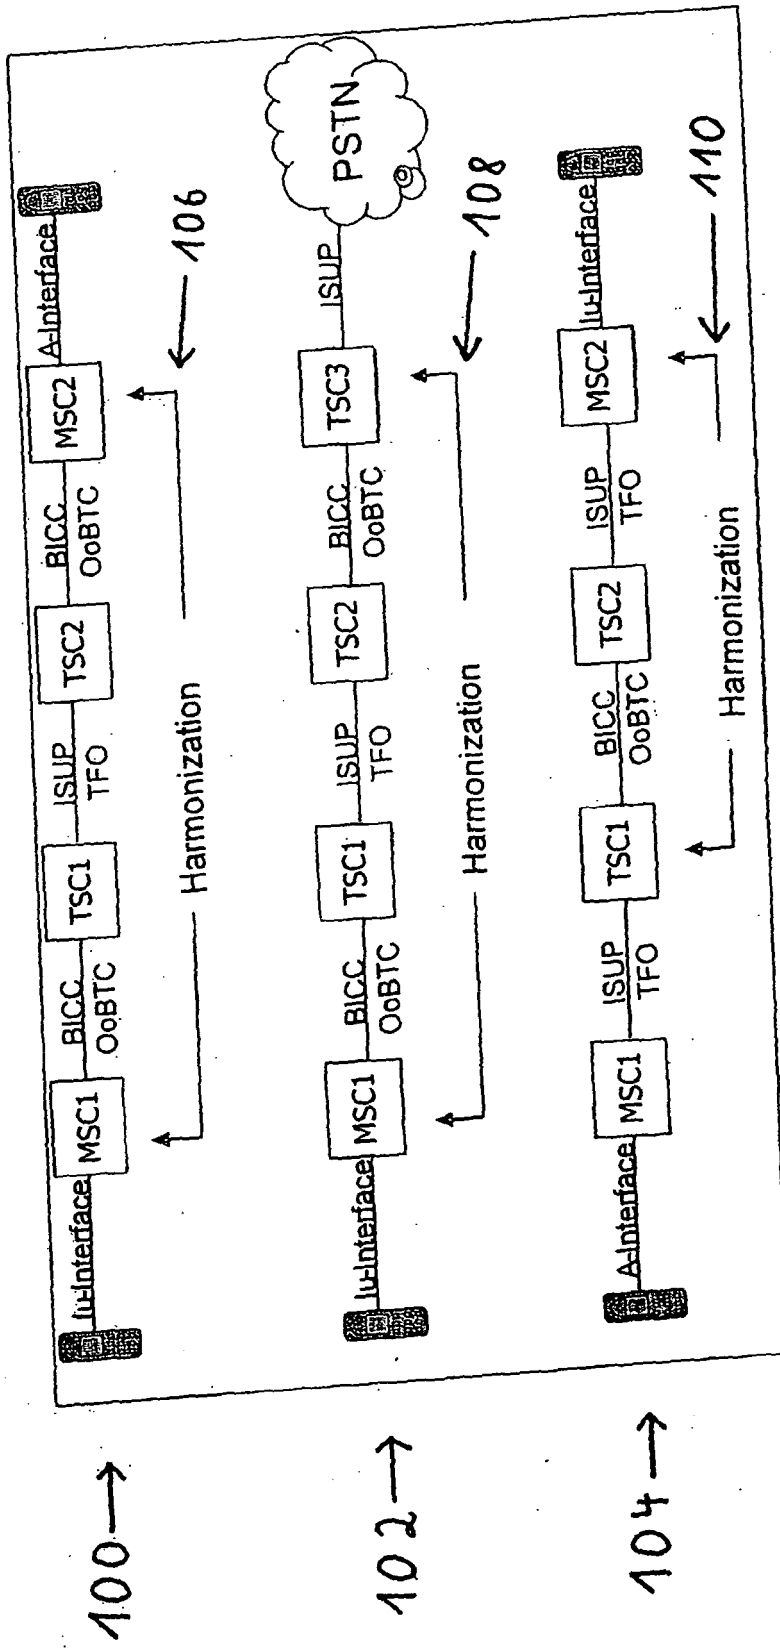 100
Iu-Interface
MSC1
BICC
OoBTC
TSC1
ISUP
TFO
TSC2
BICC
OoBTC
MSC2
A-Interface
Harmonization
106
102
Iu-Interface
MSC1
BICC
OoBTC
TSC1
ISUP
TFO
TSC2
BICC
OoBTC
TSC3
ISUP
PSTN
Harmonization
108
104
A-Interface
MSC1
ISUP
TFO
TSC1
BICC
OoBTC
TSC2
ISUP
TFO
MSC2
Iu-Interface
Harmonization
110